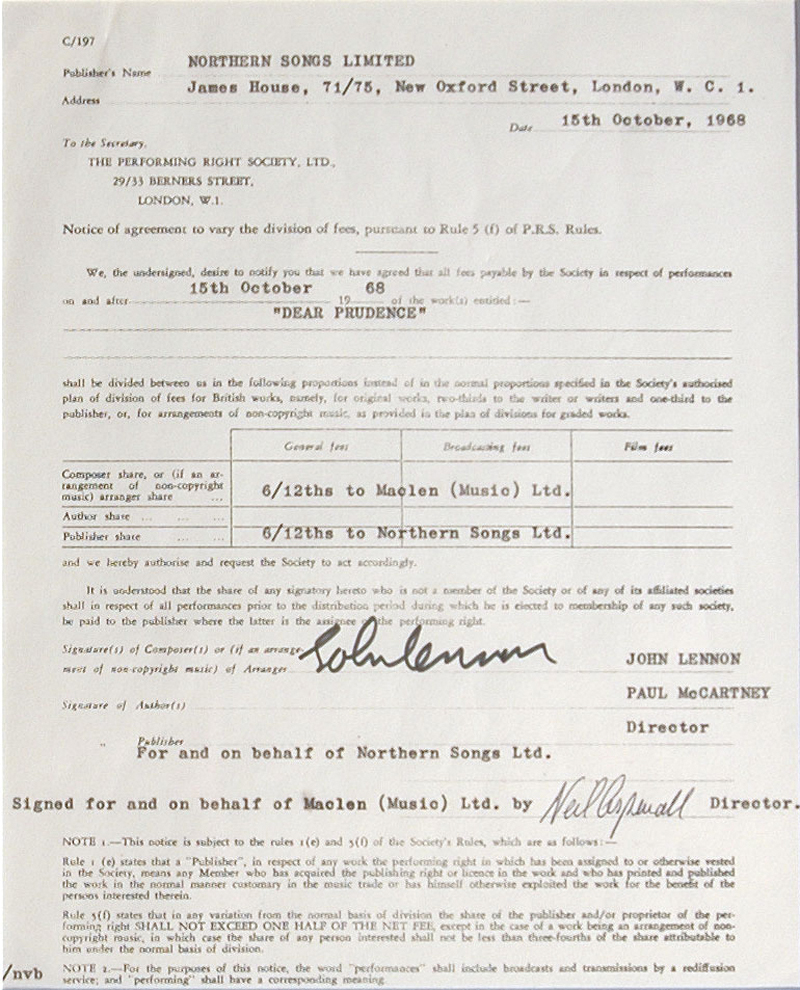 C/197
Publisher's Name NORTHERN SONGS LIMITED
Address James House, 71/75, New Oxford Street, London, W. C. 1.
Date 15th October, 1968
To the Secretary,
THE PERFORMING RIGHT SOCIETY, LTD.,
29/33 BERNERS STREET,
LONDON, W.1.
Notice of agreement to vary the division of fees, pursuant to Rule 5 (f) of P.R.S. Rules.
We, the undersigned, desire to notify you that we have agreed that all fees payable by the Society in respect of performances
on and after 15th October 19 68 of the work(s) entitled :—
"DEAR PRUDENCE"
shall be divided between us in the following proportions instead of in the normal proportions specified in the Society's authorised
plan of division of fees for British works, namely, for original works, two-thirds to the writer or writers and one-third to the
publisher, or, for arrangements of non-copyright music, as provided in the plan of divisions for graded works.
General fees Broadcasting fees Film fees
Composer share, or (if an ar-
rangement of non-copyright
music) arranger share ... 6/12ths to Maclen (Music) Ltd.
Author share ... ... ...
Publisher share ... ... 6/12ths to Northern Songs Ltd.
and we hereby authorise and request the Society to act accordingly.
It is understood that the share of any signatory hereto who is not a member of the Society or of any of its affiliated societies
shall in respect of all performances prior to the distribution period during which he is elected to membership of any such society,
be paid to the publisher where the latter is the assignee of the performing right.
Signature(s) of Composer(s) or (if an arrange-
ment of non-copyright music) of Arranger John Lennon JOHN LENNON
PAUL McCARTNEY
Signature of Author(s)
Director
„ Publisher
For and on behalf of Northern Songs Ltd.
Signed for and on behalf of Maclen (Music) Ltd. by Neil Aspinall Director.
NOTE 1.—This notice is subject to the rules 1(e) and 5(f) of the Society's Rules, which are as follows :—
Rule 1 (e) states that a "Publisher", in respect of any work the performing right in which has been assigned to or otherwise vested
in the Society, means any Member who has acquired the publishing right or licence in the work and who has printed and published
the work in the normal manner customary in the music trade or has himself otherwise exploited the work for the benefit of the
persons interested therein.
Rule 5(f) states that in any variation from the normal basis of division the share of the publisher and/or proprietor of the per-
forming right SHALL NOT EXCEED ONE HALF OF THE NET FEE, except in the case of a work being an arrangement of non-
copyright music, in which case the share of any person interested shall not be less than three-fourths of the share attributable to
him under the normal basis of division.
/nvb NOTE 2.—For the purposes of this notice, the word "performances" shall include broadcasts and transmissions by a rediffusion
service; and "performing" shall have a corresponding meaning.